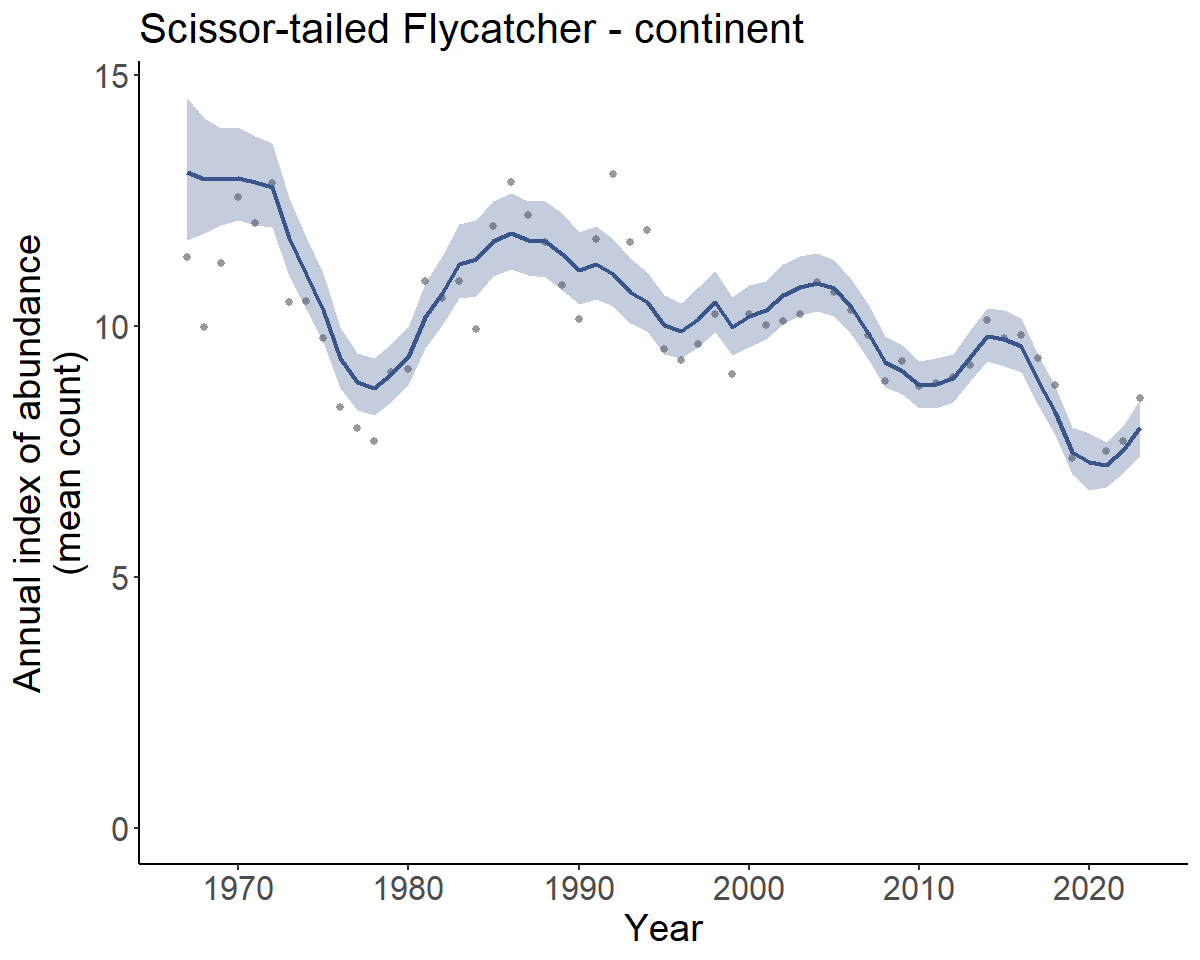 Scissor-tailed Flycatcher - continent
Annual index of abundance
(mean count)
15
10
5
0
1970 1980 1990 2000 2010 2020
Year